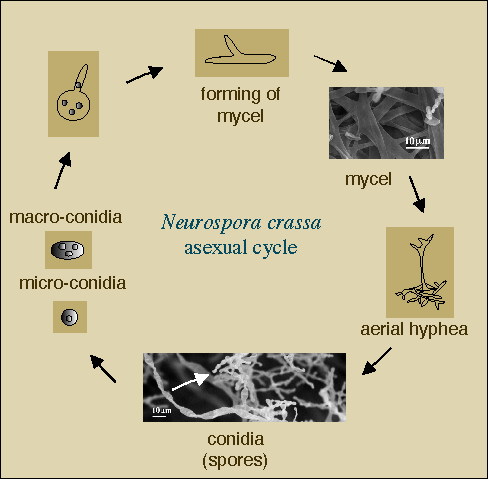 forming of
mycel
10µm
mycel
macro-conidia
Neurospora crassa
asexual cycle
micro-conidia
aerial hyphea
10µm
conidia
(spores)